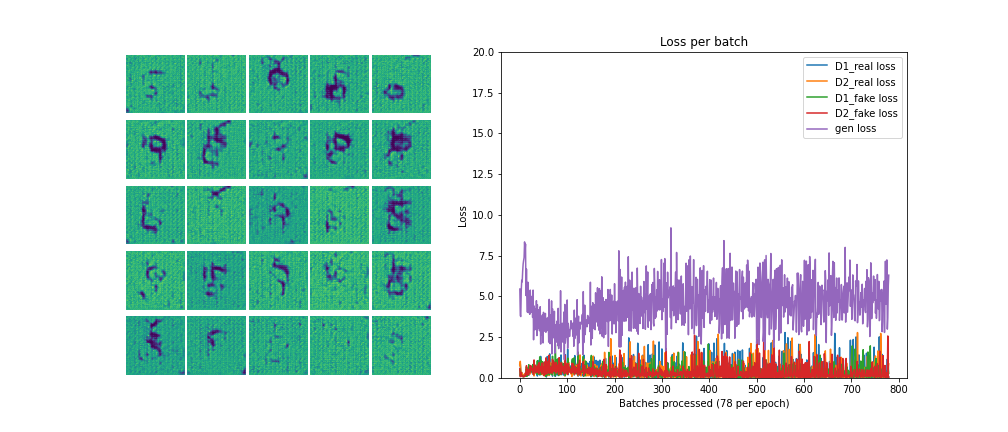 Loss per batch
20.0
17.5
15.0
12.5
10.0
7.5
5.0
2.5
0.0
Loss
D1_real loss
D2_real loss
D1_fake loss
D2_fake loss
gen loss
0 100 200 300 400 500 600 700 800
Batches processed (78 per epoch)